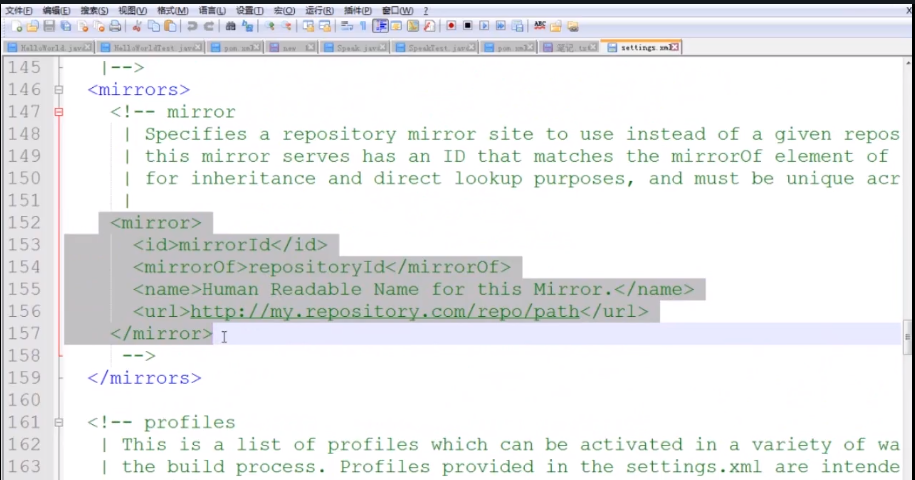 文件(F) 编辑(E) 搜索(S) 视图(V) 格式(M) 语言(L) 设置(T) 宏(O) 运行(R) 插件(P) 窗口(W) ? X
HelloWorld.java HelloWorldTest.java pom.xml new Speak.java SpeakTest.java pom.xml 笔记.txt settings.xml
145 |-->
146 <mirrors>
147 <!-- mirror
148 | Specifies a repository mirror site to use instead of a given repos
149 | this mirror serves has an ID that matches the mirrorOf element of
150 | for inheritance and direct lookup purposes, and must be unique acr
151 |
152 <mirror>
153 <id>mirrorId</id>
154 <mirrorOf>repositoryId</mirrorOf>
155 <name>Human Readable Name for this Mirror.</name>
156 <url>http://my.repository.com/repo/path</url>
157 </mirror>
158 -->
159 </mirrors>
160
161 <!-- profiles
162 | This is a list of profiles which can be activated in a variety of wa
163 | the build process. Profiles provided in the settings.xml are intende